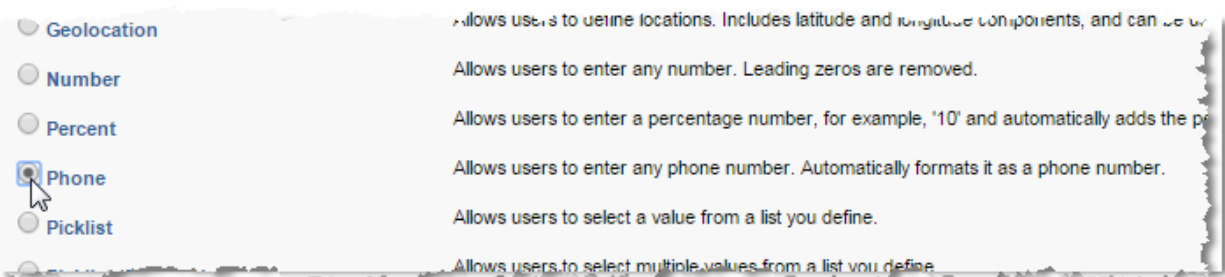 Geolocation Allows users to define locations. Includes latitude and longitude components, and can be
Number Allows users to enter any number. Leading zeros are removed.
Percent Allows users to enter a percentage number, for example, '10' and automatically adds the
Phone Allows users to enter any phone number. Automatically formats it as a phone number.
Picklist Allows users to select a value from a list you define.
Allows users to select multiple values from a list you define